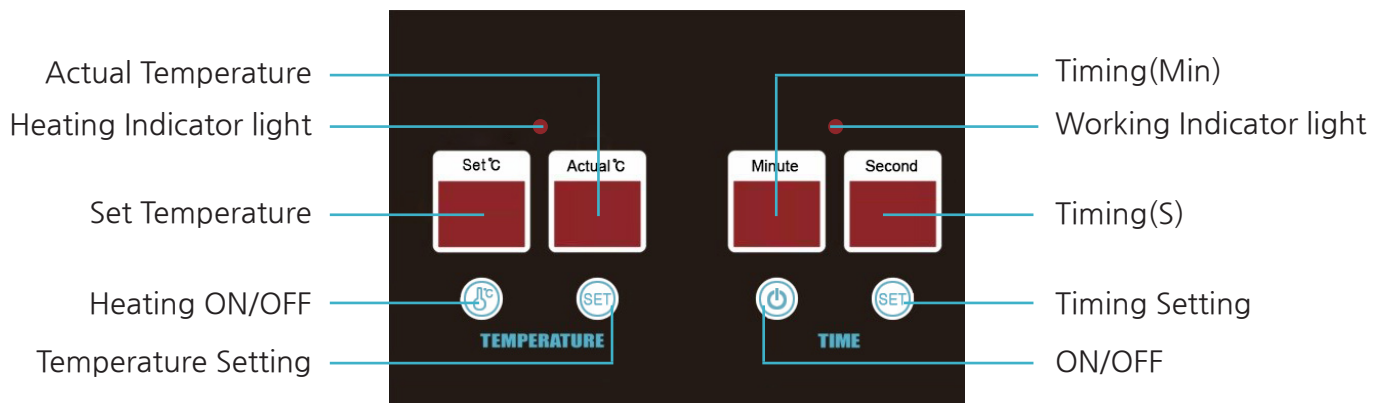 Actual Temperature
Heating Indicator light
Set Temperature
Heating ON/OFF
Temperature Setting
Set℃
Actual℃
Minute
Second
℃
SET
SET
TEMPERATURE
TIME
Timing(Min)
Working Indicator light
Timing(S)
Timing Setting
ON/OFF